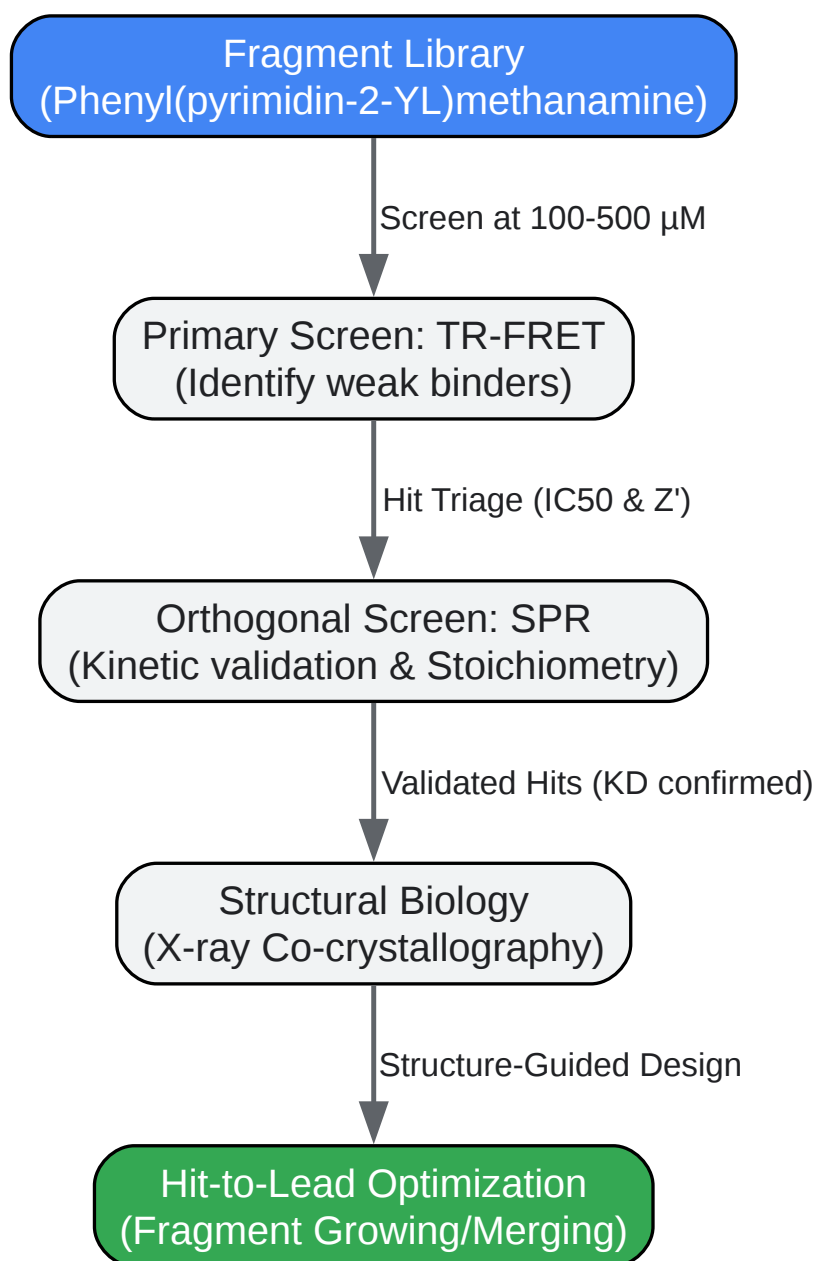 Fragment Library
(Phenyl(pyrimidin-2-YL)methanamine)
Screen at 100-500 µM
Primary Screen: TR-FRET
(Identify weak binders)
Hit Triage (IC50 & Z')
Orthogonal Screen: SPR
(Kinetic validation & Stoichiometry)
Validated Hits (KD confirmed)
Structural Biology
(X-ray Co-crystallography)
Structure-Guided Design
Hit-to-Lead Optimization
(Fragment Growing/Merging)